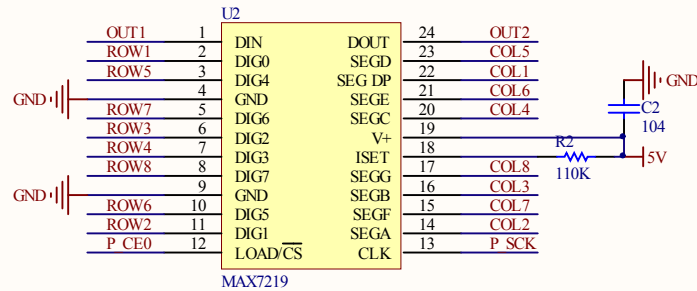 U2
OUT1 1 DIN DOUT 24 OUT2
ROW1 2 DIG0 SEGD 23 COL5
ROW5 3 DIG4 SEG DP 22 COL1
GND 4 GND SEGE 21 COL6 GND
ROW7 5 DIG6 SEGC 20 COL4 C2
ROW3 6 DIG2 V+ 19 104
ROW4 7 DIG3 ISET 18 R2 5V
ROW8 8 DIG7 SEGG 17 COL8 110K
GND 9 GND SEGB 16 COL3
ROW6 10 DIG5 SEGF 15 COL7
ROW2 11 DIG1 SEGA 14 COL2
P_CE0 12 LOAD/CS CLK 13 P_SCK
MAX7219